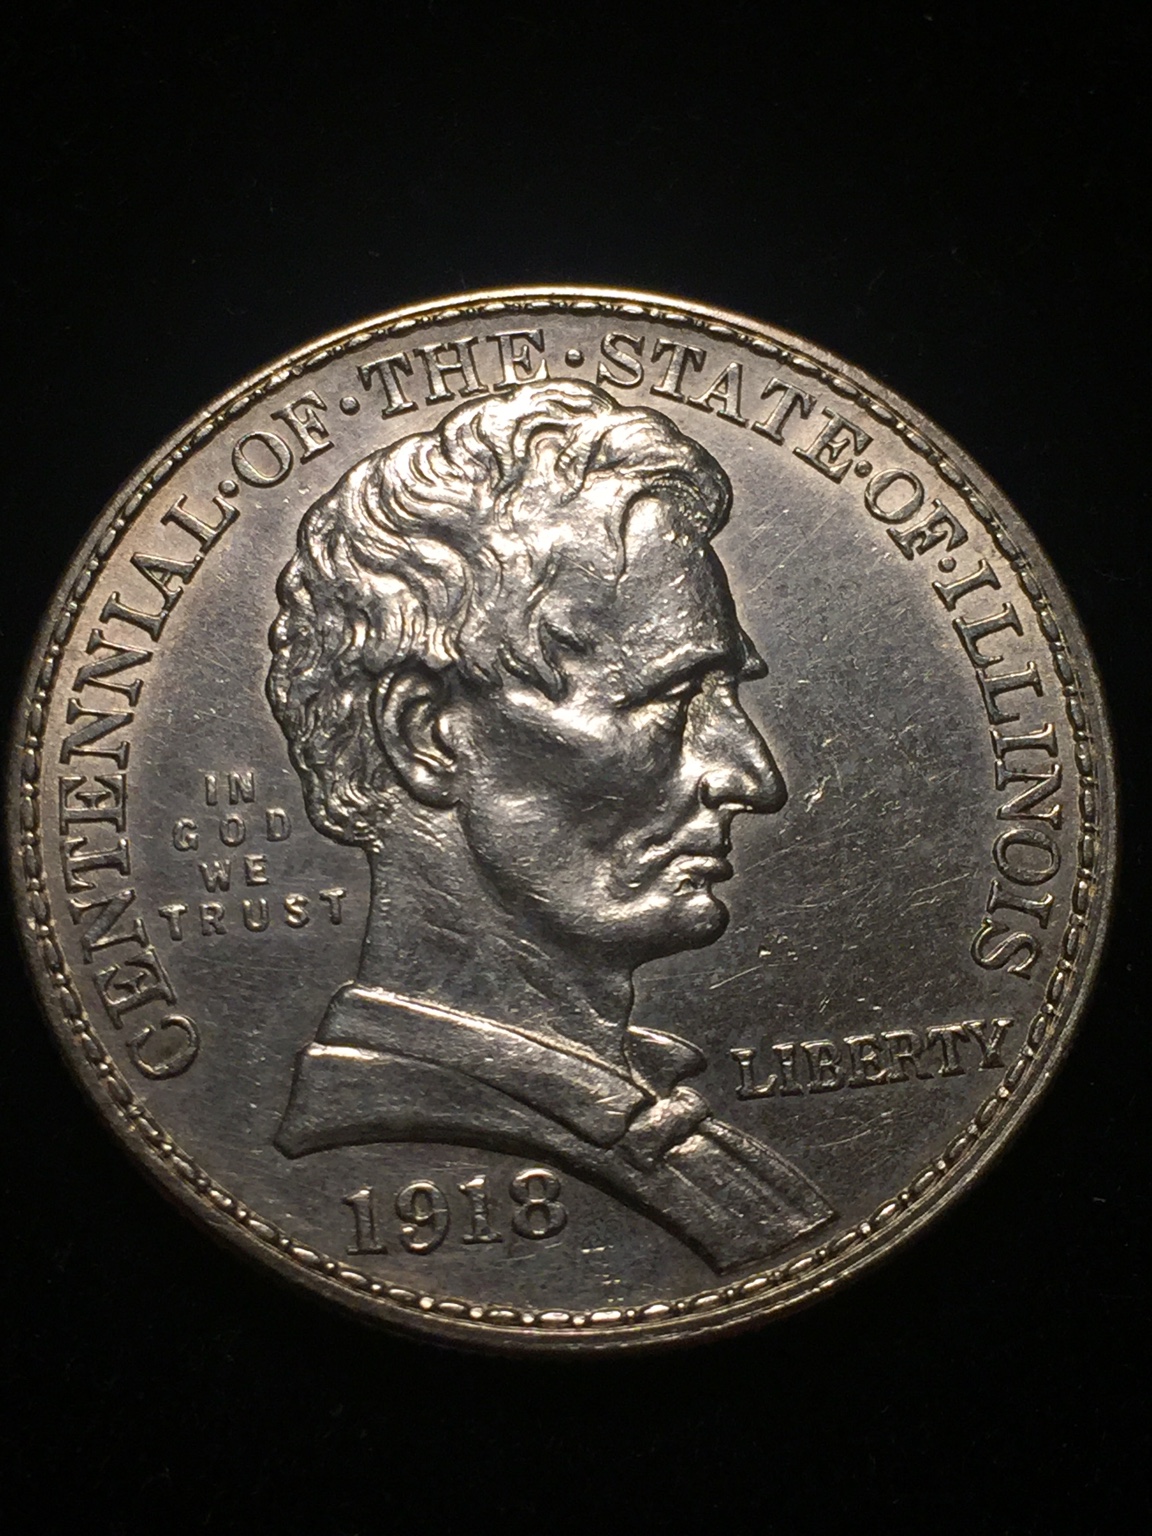 CENTENNIAL·OF·THE·STATE·OF·ILLINOIS
IN
GOD
WE
TRUST
LIBERTY
1918